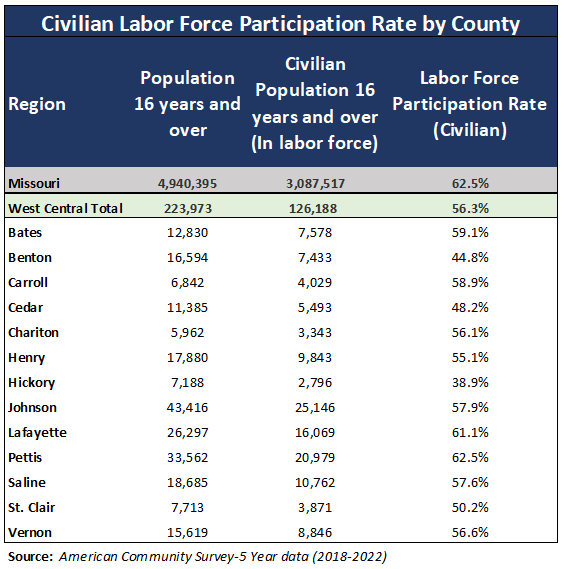 Civilian Labor Force Participation Rate by County
Region
Population
16 years and
over
Civilian
Population 16
years and over
(In labor force)
Labor Force
Participation Rate
(Civilian)
Missouri 4,940,395 3,087,517 62.5%
West Central Total 223,973 126,188 56.3%
Bates 12,830 7,578 59.1%
Benton 16,594 7,433 44.8%
Carroll 6,842 4,029 58.9%
Cedar 11,385 5,493 48.2%
Chariton 5,962 3,343 56.1%
Henry 17,880 9,843 55.1%
Hickory 7,188 2,796 38.9%
Johnson 43,416 25,146 57.9%
Lafayette 26,297 16,069 61.1%
Pettis 33,562 20,979 62.5%
Saline 18,685 10,762 57.6%
St. Clair 7,713 3,871 50.2%
Vernon 15,619 8,846 56.6%
Source: American Community Survey-5 Year data (2018-2022)